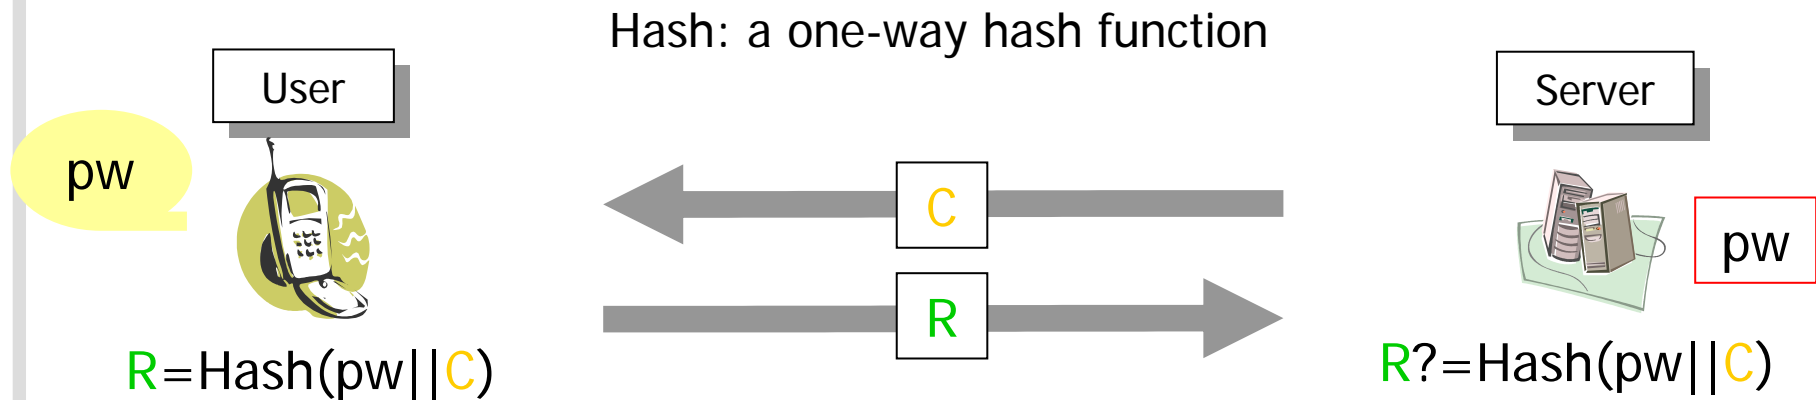 Hash: a one-way hash function
User
Server
pw
C
pw
R
R=Hash(pw||C)
R?=Hash(pw||C)